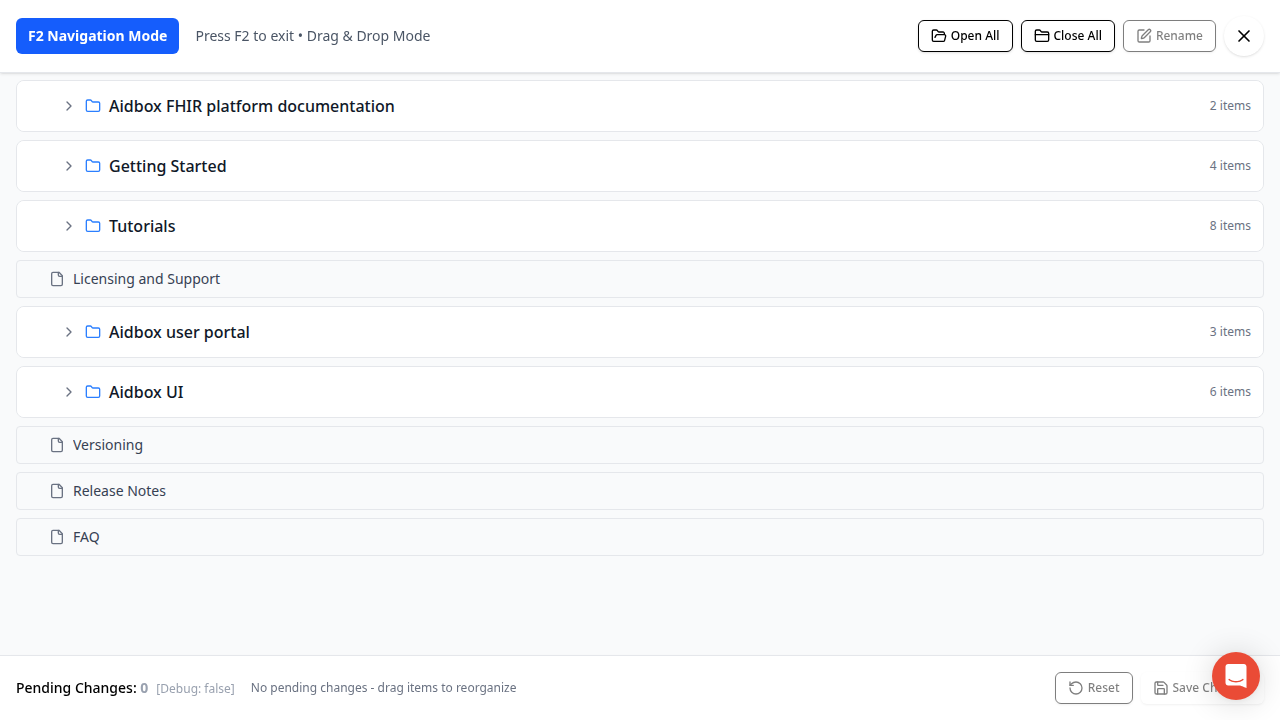 F2 Navigation Mode
Press F2 to exit • Drag & Drop Mode
Open All
Close All
Rename
Aidbox FHIR platform documentation
2 items
Getting Started
4 items
Tutorials
8 items
Licensing and Support
Aidbox user portal
3 items
Aidbox UI
6 items
Versioning
Release Notes
FAQ
Pending Changes: 0 [Debug: false] No pending changes - drag items to reorganize
Reset
Save